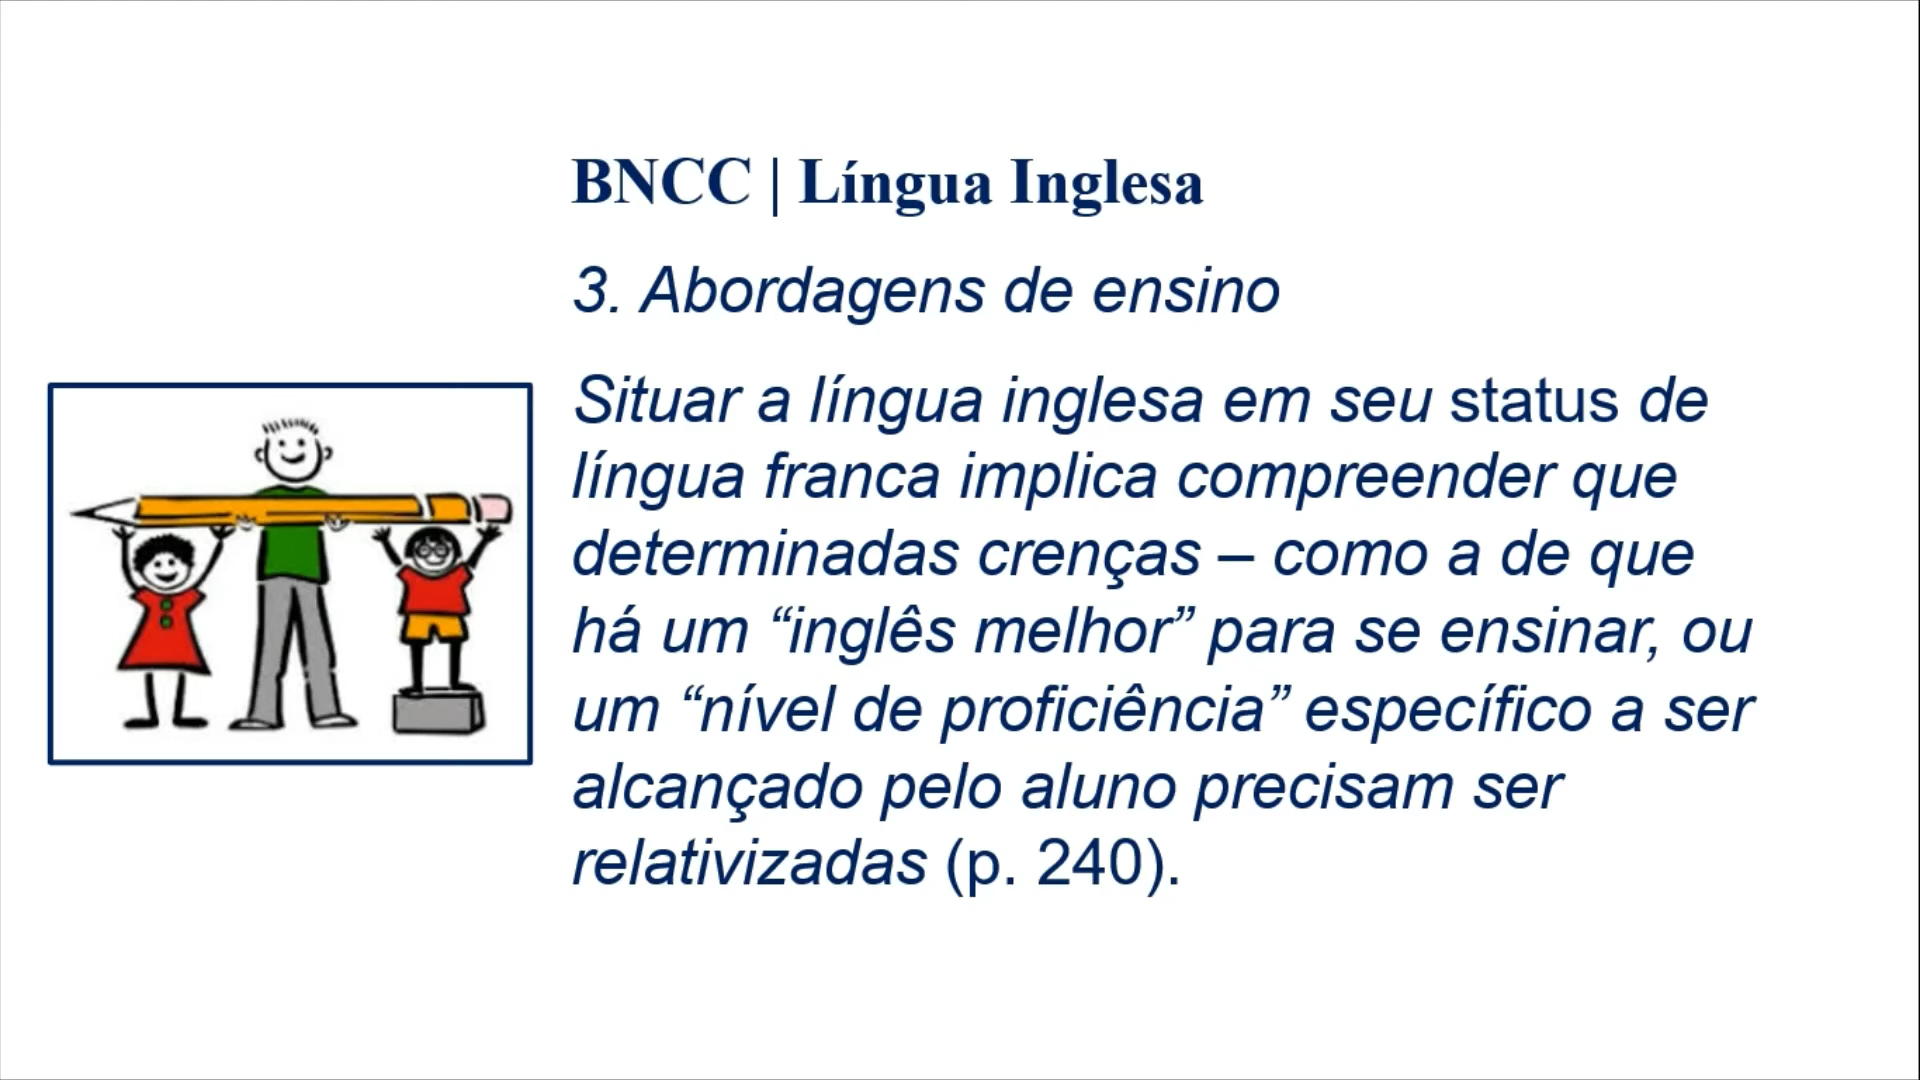 BNCC | Língua Inglesa
3. Abordagens de ensino
Situar a língua inglesa em seu status de
língua franca implica compreender que
determinadas crenças – como a de que
há um “inglês melhor” para se ensinar, ou
um “nível de proficiência” específico a ser
alcançado pelo aluno precisam ser
relativizadas (p. 240).